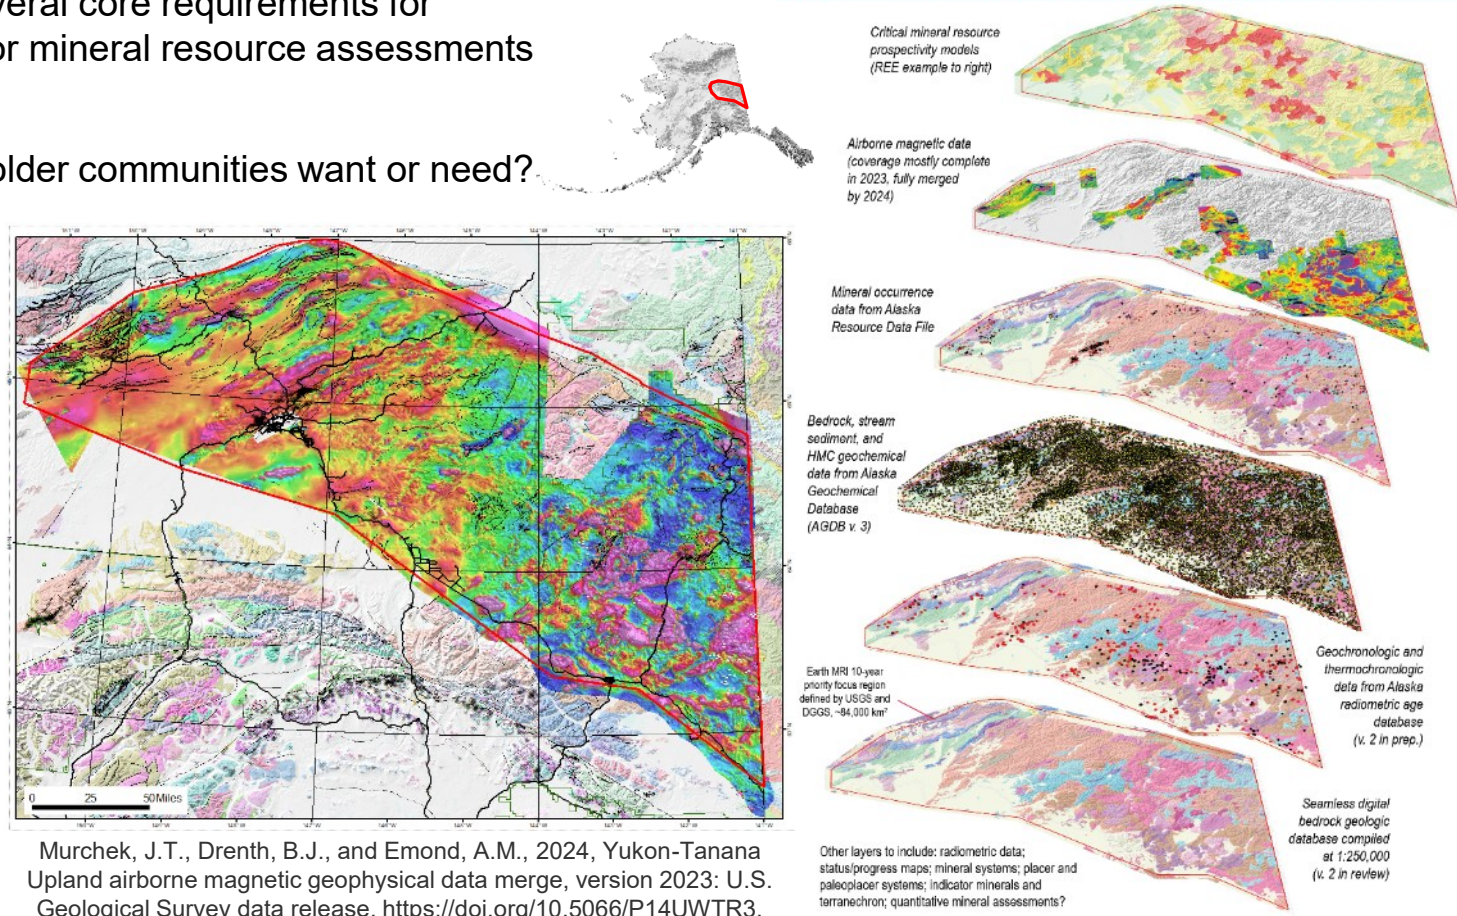 veral core requirements for
or mineral resource assessments
older communities want or need?
Critical mineral resource
prospectivity models
(REE example to right)
Airborne magnetic data
(coverage mostly complete
in 2023, fully merged
by 2024)
Mineral occurrence
data from Alaska
Resource Data File
Bedrock, stream
sediment, and
HMC geochemical
data from Alaska
Geochemical
Database
(AGDB v. 3)
Geochronologic and
thermochronologic
data from Alaska
radiometric age
database
(v. 2 in prep.)
Earth MRI 10-year
priority focus region
defined by USGS and
DGGS, ~84,000 km²
Seamless digital
bedrock geologic
database compiled
at 1:250,000
(v. 2 in review)
Other layers to include: radiometric data;
status/progress maps; mineral systems; placer and
paleoplacer systems; indicator minerals and
terranechron; quantitative mineral assessments?
0 25 50 Miles
Murchek, J.T., Drenth, B.J., and Emond, A.M., 2024, Yukon-Tanana
Upland airborne magnetic geophysical data merge, version 2023: U.S.
Geological Survey data release, https://doi.org/10.5066/P14UWTR3.